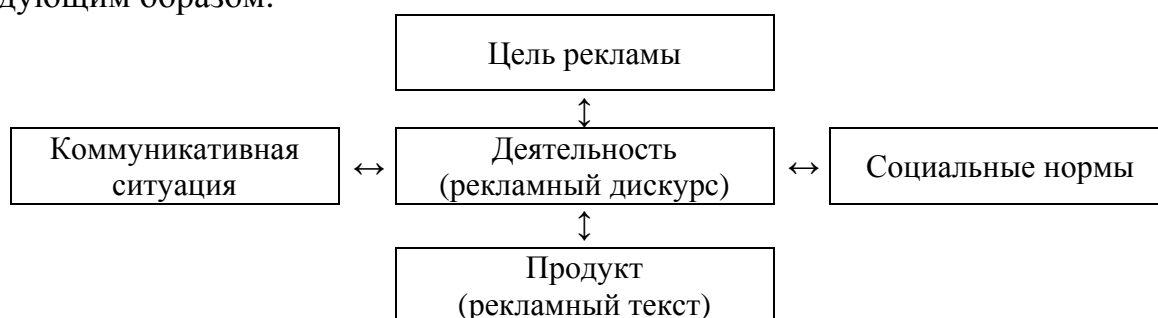 дующим образом:
Цель рекламы
↕
Коммуникативная
ситуация
↔
Деятельность
(рекламный дискурс)
↔
Социальные нормы
↕
Продукт
(рекламный текст)